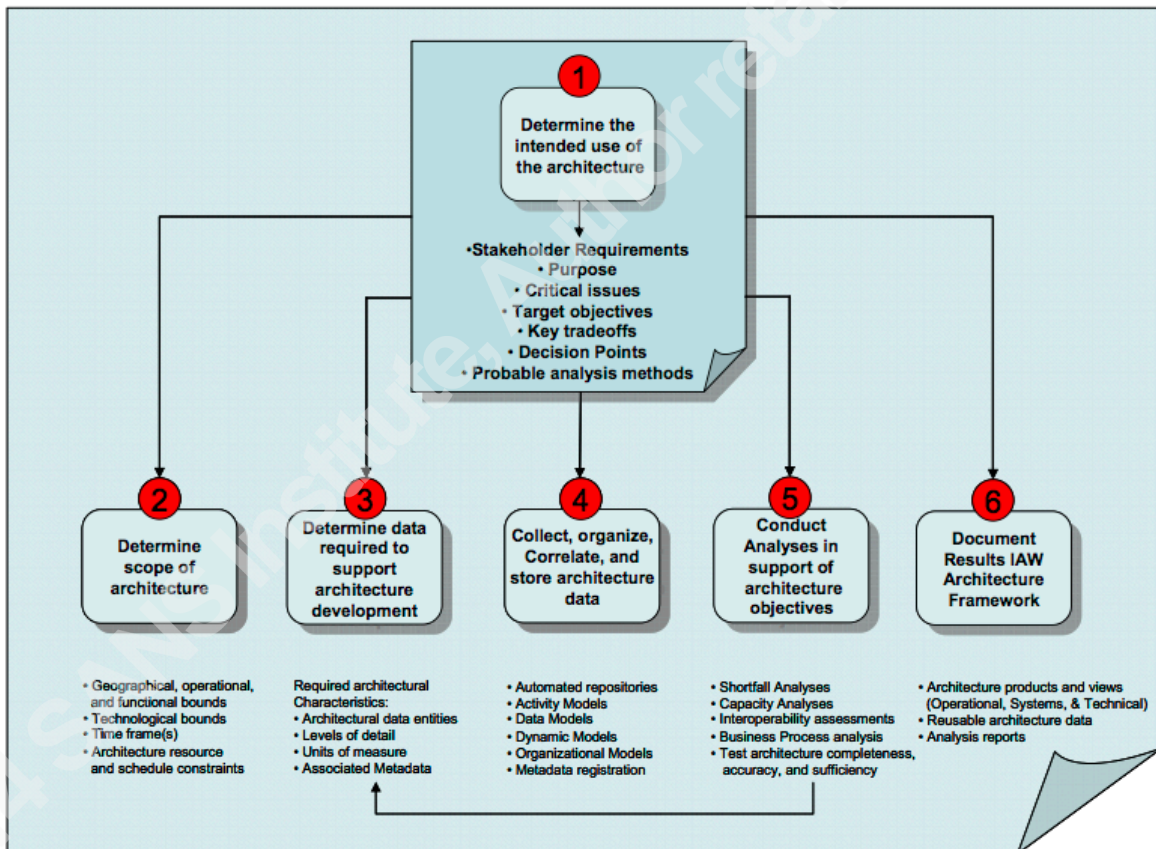 1
Determine the
intended use of
the architecture
•Stakeholder Requirements
• Purpose
• Critical issues
• Target objectives
• Key tradeoffs
• Decision Points
• Probable analysis methods
2
Determine
scope of
architecture
• Geographical, operational,
and functional bounds
• Technological bounds
• Time frame(s)
• Architecture resource
and schedule constraints
3
Determine data
required to
support
architecture
development
Required architectural
Characteristics:
• Architectural data entities
• Levels of detail
• Units of measure
• Associated Metadata
4
Collect, organize,
Correlate, and
store architecture
data
• Automated repositories
• Activity Models
• Data Models
• Dynamic Models
• Organizational Models
• Metadata registration
5
Conduct
Analyses in
support of
architecture
objectives
• Shortfall Analyses
• Capacity Analyses
• Interoperability assessments
• Business Process analysis
• Test architecture completeness,
accuracy, and sufficiency
6
Document
Results IAW
Architecture
Framework
• Architecture products and views
(Operational, Systems, & Technical)
• Reusable architecture data
• Analysis reports
4 SANS Institute, Author retai